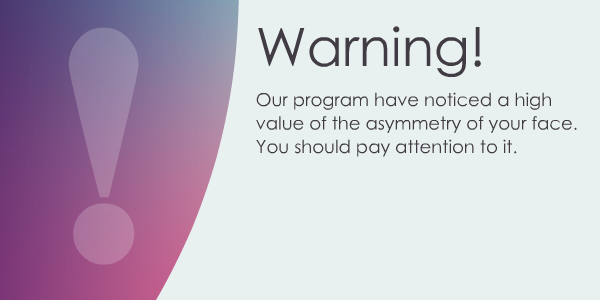 Warning!
Our program have noticed a high
value of the asymmetry of your face.
You should pay attention to it.